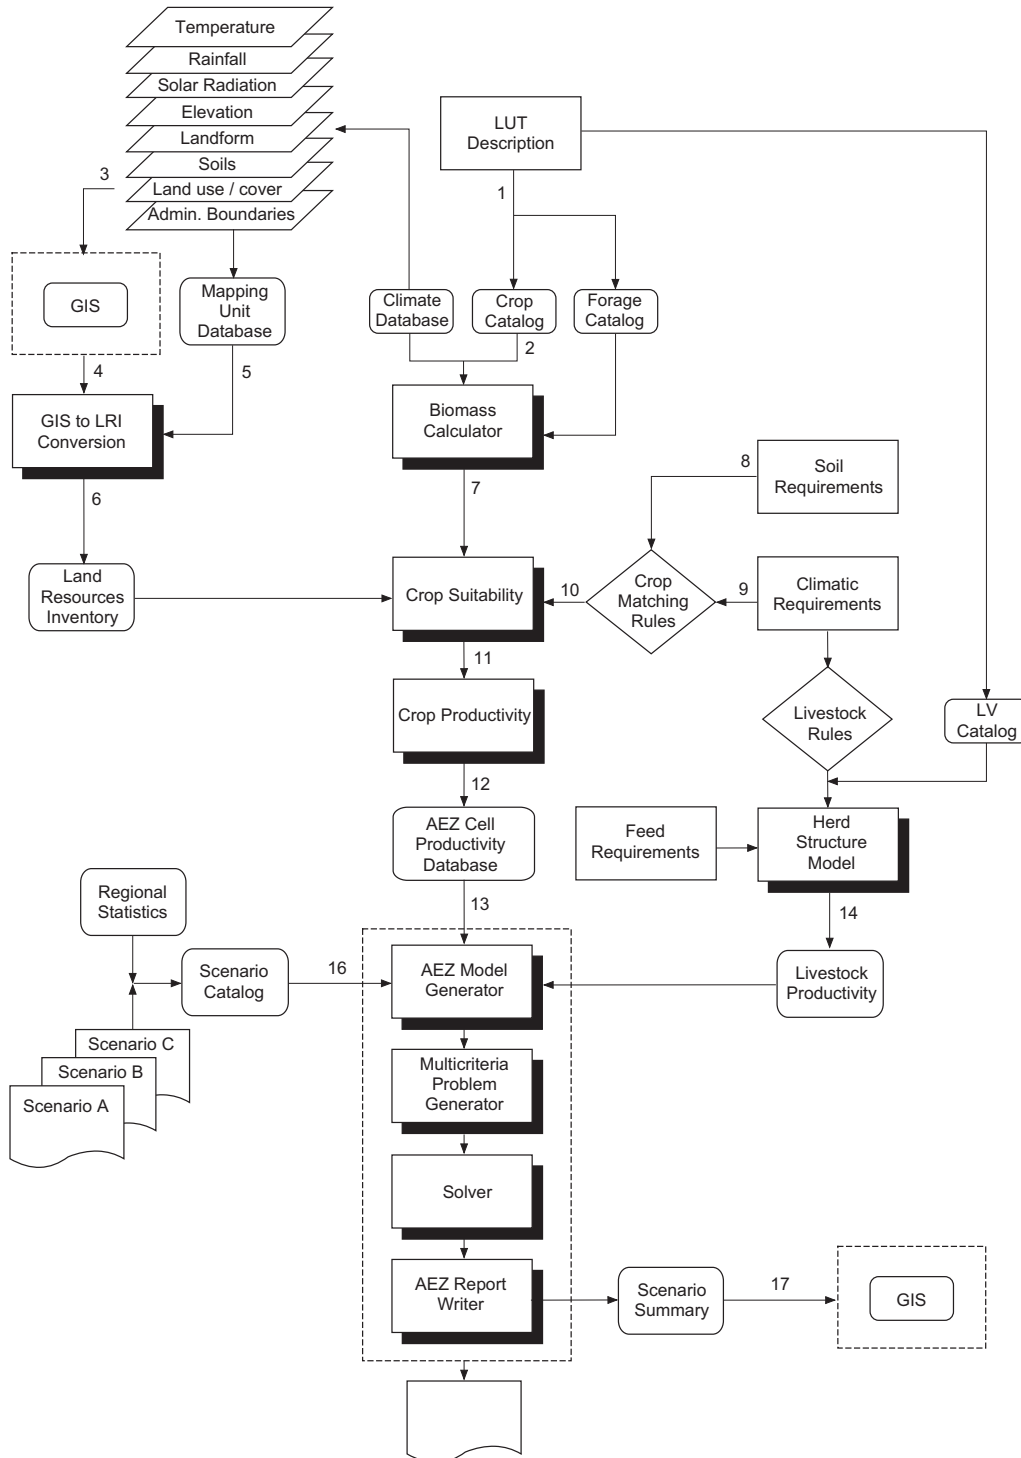 Temperature
Rainfall
Solar Radiation
Elevation
Landform
Soils
Land use / cover
Admin. Boundaries
LUT
Description
1
3
GIS
Mapping
Unit
Database
Climate
Database
Crop
Catalog
Forage
Catalog
2
4
5
GIS to LRI
Conversion
Biomass
Calculator
6
7
8
Soil
Requirements
Land
Resources
Inventory
Crop Suitability
10
Crop
Matching
Rules
9
Climatic
Requirements
11
Crop Productivity
Livestock
Rules
LV
Catalog
12
AEZ Cell
Productivity
Database
Feed
Requirements
Herd
Structure
Model
13
14
Regional
Statistics
Scenario
Catalog
16
AEZ Model
Generator
Livestock
Productivity
Scenario C
Scenario B
Scenario A
Multicriteria
Problem
Generator
Solver
AEZ Report
Writer
Scenario
Summary
17
GIS